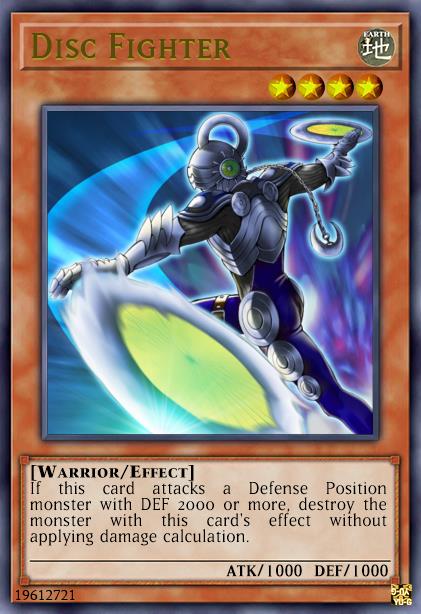 DISC FIGHTER
EARTH
地
[WARRIOR/EFFECT]
If this card attacks a Defense Position
monster with DEF 2000 or more, destroy the
monster with this card's effect without
applying damage calculation.
ATK/1000 DEF/1000
19612721